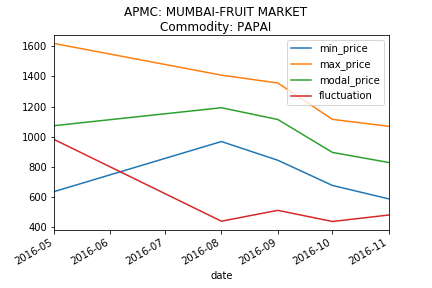 APMC: MUMBAI-FRUIT MARKET
Commodity: PAPAI
min_price
max_price
modal_price
fluctuation
1600
1400
1200
1000
800
600
400
2016-05
2016-06
2016-07
2016-08
2016-09
2016-10
2016-11
date